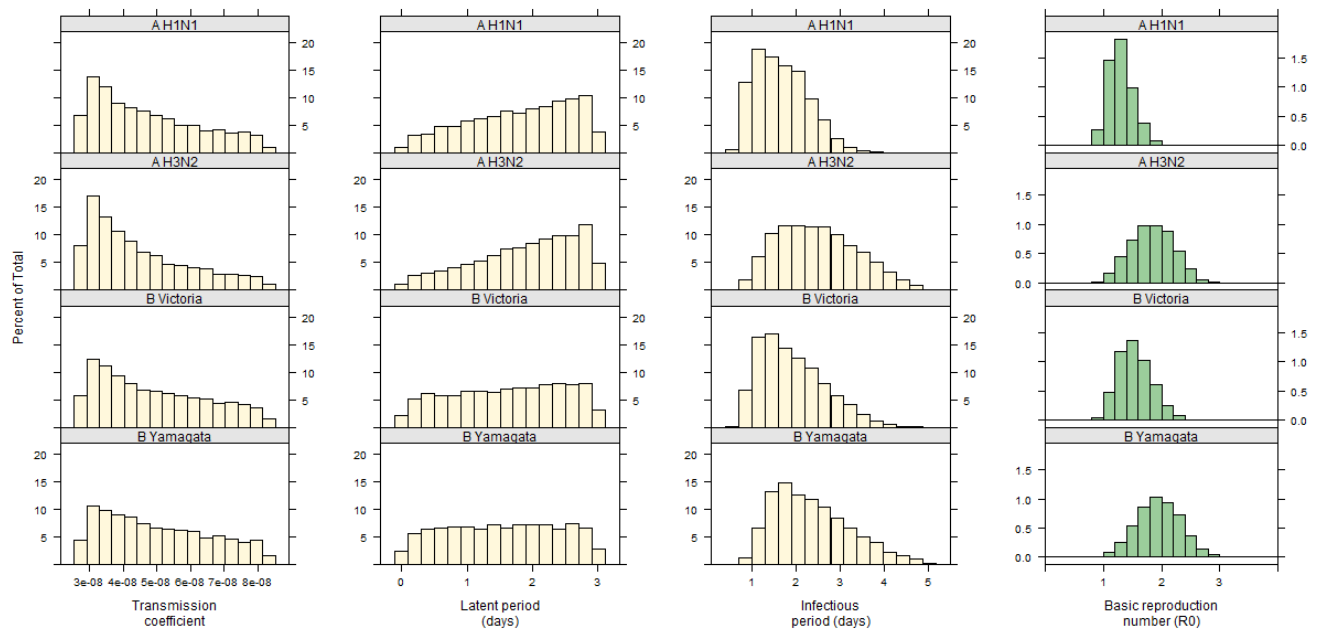 Percent of Total
A H1N1
20
15
10
5
A H3N2
20
15
10
5
B Victoria
20
15
10
5
B Yamagata
20
15
10
5
3e-08 4e-08 5e-08 6e-08 7e-08 8e-08
Transmission
coefficient
A H1N1
20
15
10
5
A H3N2
20
15
10
5
B Victoria
20
15
10
5
B Yamagata
20
15
10
5
0 1 2 3
Latent period
(days)
A H1N1
20
15
10
5
A H3N2
20
15
10
5
B Victoria
20
15
10
5
B Yamagata
20
15
10
5
1 2 3 4 5
Infectious
period (days)
A H1N1
1.5
1.0
0.5
0.0
A H3N2
1.5
1.0
0.5
0.0
B Victoria
1.5
1.0
0.5
0.0
B Yamagata
1.5
1.0
0.5
0.0
1 2 3
Basic reproduction
number (R0)